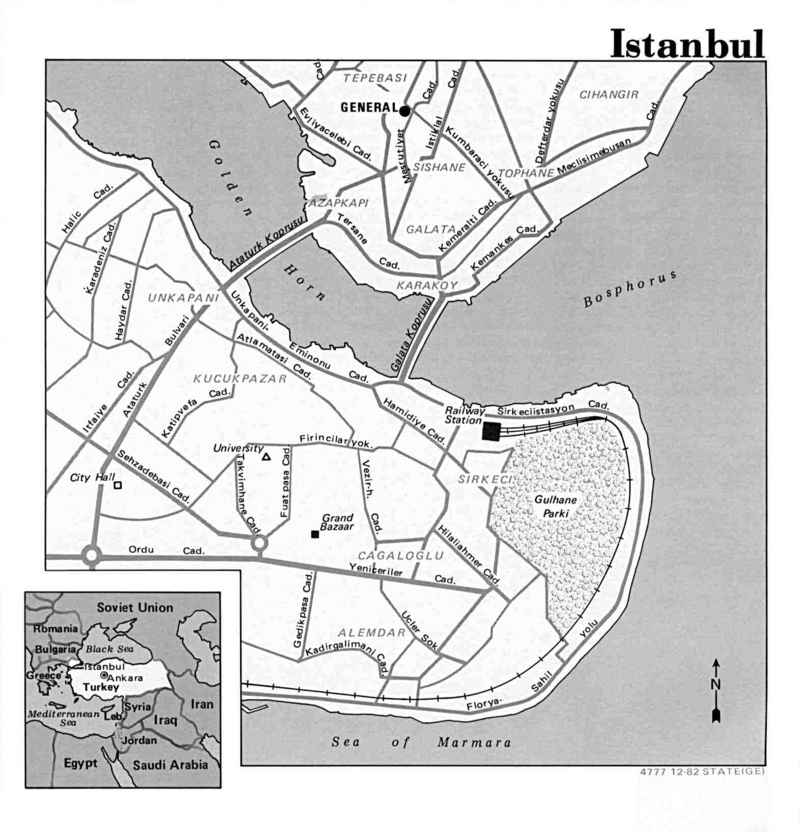 Istanbul
TEPEBASI
Cad.
Cad.
Cad.
CIHANGIR
GENERAL
Defterdar yokusu
Cad.
Evliyacelebi Cad.
Mesrutiyet
Istiklal
Kumbaraci yokusu
Meclisimebusan
SISHANE
TOPHANE
Golden
Horn
AZAPKAPI
Halic Cad.
Tersane
Cad.
GALATA
Kemeralti Cad.
Kemankes Cad.
Karadeniz Cad.
Ataturk Koprusu
Bosphorus
KARAKOY
Haydar Cad.
UNKAPANI
Unkapani-
Eminonu
Cad.
Galata Koprusu
Bulvari
Ataturk
Atlamatasi Cad.
KUCUKPAZAR
Itfaiye Cad.
Katipvefa Cad.
Hamidiye Cad.
Railway
Station
Sirkeciistasyon Cad.
University
Firincilar yok.
City Hall
Sehzadebasi Cad.
Takvimhane Cad.
Fuat pasa Cad
Vezir.h.
Cad.
SIRKECI
Gulhane
Parki
Grand
Bazaar
Hilaliahmer Cad
Ordu Cad.
CAGALOGLU
Yeniceriler
Cad.
Gedikpasa Cad.
ALEMDAR
Ucler Sok.
Kadirgalimani Cad.
Florya-
Sahil
yolu
N
Sea of Marmara
Soviet Union
Romania
Black Sea
Bulgaria
Istanbul
Ankara
Greece
Turkey
Mediterranean
Sea
Leb.
Syria
Iraq
Iran
Jordan
Egypt
Saudi Arabia
4777 12-82 STATE(GE)